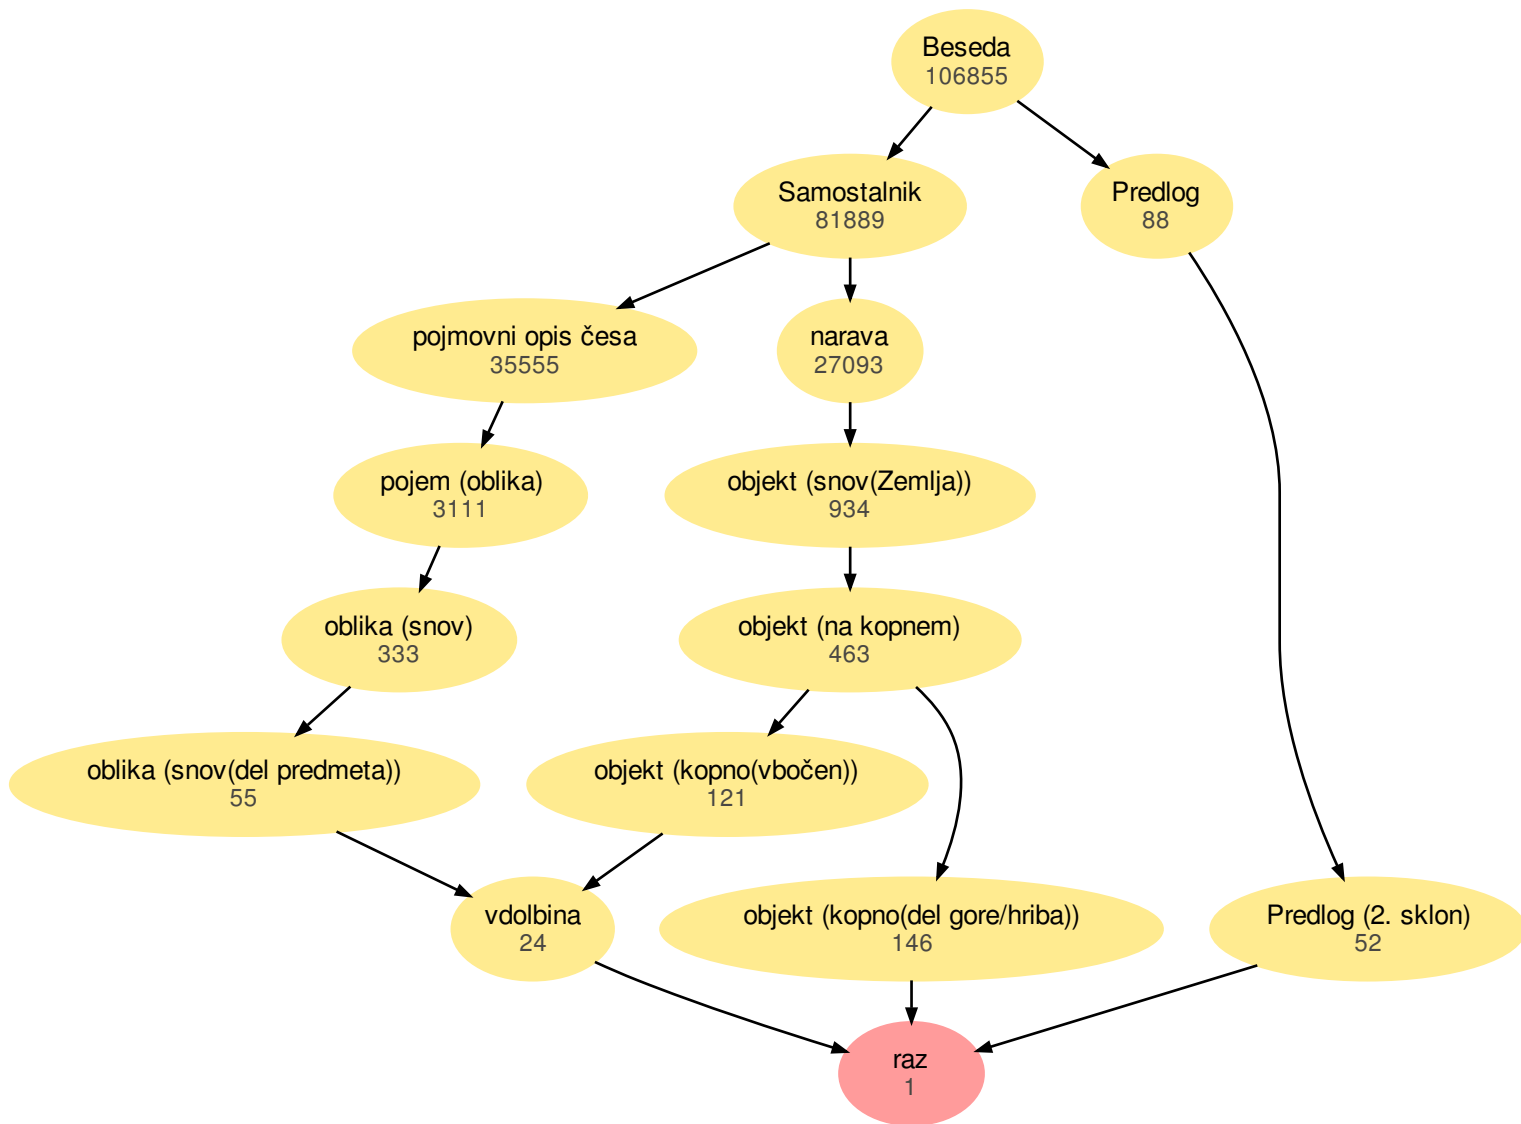 Beseda
106855
Samostalnik
81889
Predlog
88
pojmovni opis česa
35555
narava
27093
pojem (oblika)
3111
objekt (snov(Zemlja))
934
oblika (snov)
333
objekt (na kopnem)
463
oblika (snov(del predmeta))
55
objekt (kopno(vbočen))
121
vdolbina
24
objekt (kopno(del gore/hriba))
146
Predlog (2. sklon)
52
raz
1